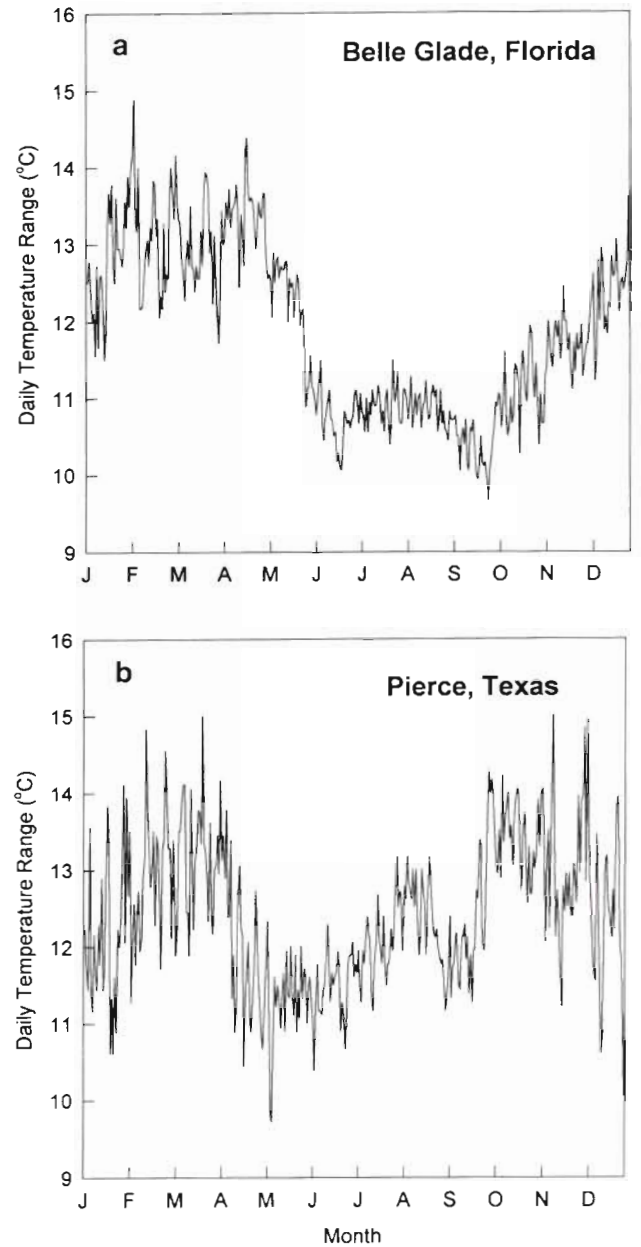 a
Belle Glade, Florida
Daily Temperature Range (°C)
16
15
14
13
12
11
10
9
J F M A M J J A S O N D
b
Pierce, Texas
Daily Temperature Range (°C)
16
15
14
13
12
11
10
9
J F M A M J J A S O N D
Month